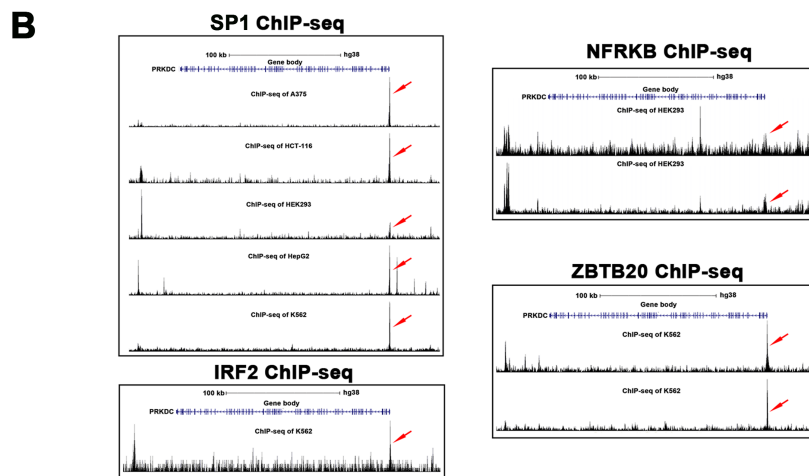 B
SP1 ChIP-seq
100 kb hg38
Gene body
PRKDC
ChIP-seq of A375
ChIP-seq of HCT-116
ChIP-seq of HEK293
ChIP-seq of HepG2
ChIP-seq of K562
IRF2 ChIP-seq
100 kb hg38
Gene body
PRKDC
ChIP-seq of K562
NFRKB ChIP-seq
100 kb hg38
Gene body
PRKDC
ChIP-seq of HEK293
ChIP-seq of HEK293
ZBTB20 ChIP-seq
100 kb hg38
Gene body
PRKDC
ChIP-seq of K562
ChIP-seq of K562